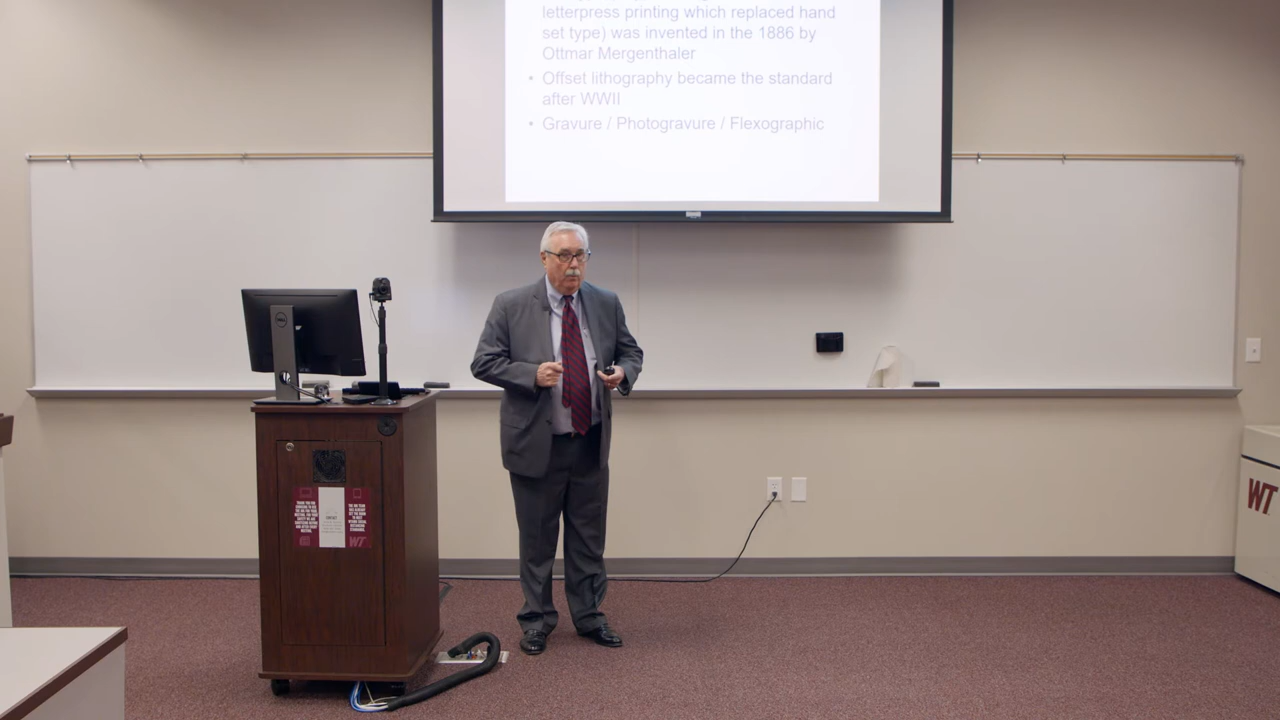 letterpress printing which replaced hand
set type) was invented in the 1886 by
Ottmar Mergenthaler
• Offset lithography became the standard
after WWII
• Gravure / Photogravure / Flexographic
DELL
WT
WT